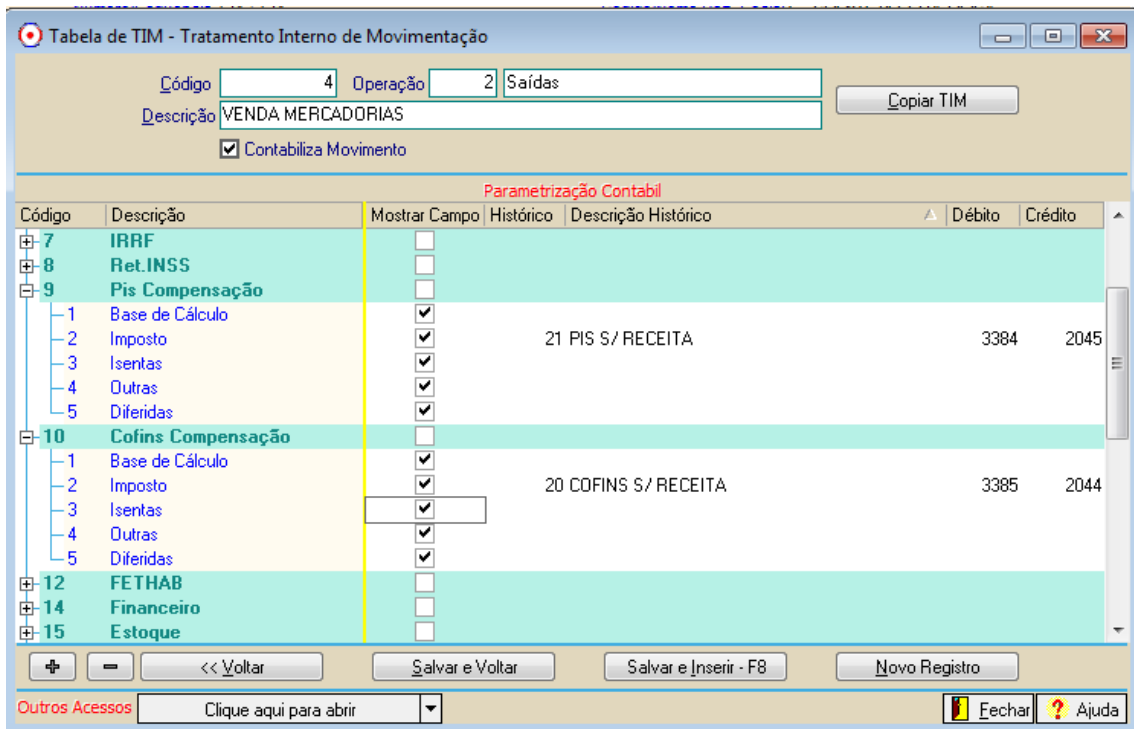 Tabela de TIM - Tratamento Interno de Movimentação
Código 4 Operação 2 Saídas
Copiar TIM
Descrição VENDA MERCADORIAS
Contabiliza Movimento
Parametrização Contabil
Código Descrição Mostrar Campo Histórico Descrição Histórico Débito Crédito
7 IRRF
8 Ret.INSS
9 Pis Compensação
1 Base de Cálculo
2 Imposto 21 PIS S/ RECEITA 3384 2045
3 Isentas
4 Outras
5 Diferidas
10 Cofins Compensação
1 Base de Cálculo
2 Imposto 20 COFINS S/ RECEITA 3385 2044
3 Isentas
4 Outras
5 Diferidas
12 FETHAB
14 Financeiro
15 Estoque
<< Voltar Salvar e Voltar Salvar e Inserir - F8 Novo Registro
Outros Acessos Clique aqui para abrir Fechar ? Ajuda